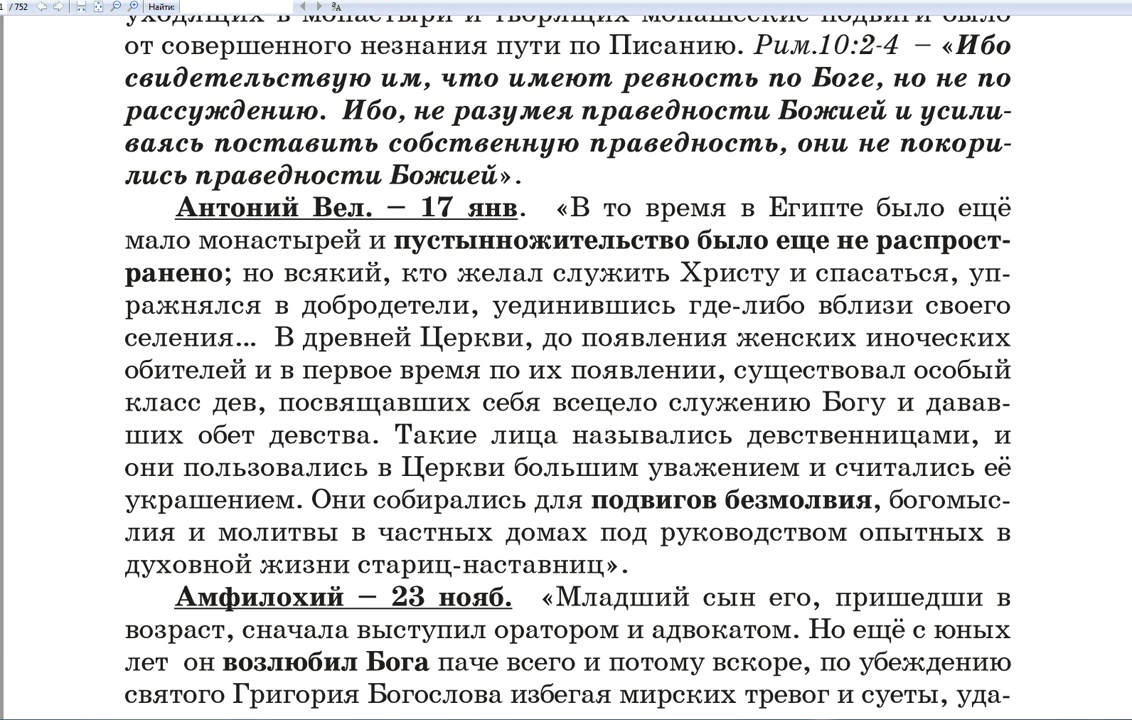 / 752 Найти:
уходящих в монастыри и творящих монашеские подвиги было
от совершенного незнания пути по Писанию. Рим.10:2-4 – «Ибо
свидетельствую им, что имеют ревность по Боге, но не по
рассуждению. Ибо, не разумея праведности Божией и усили-
ваясь поставить собственную праведность, они не покори-
лись праведности Божией».
Антоний Вел. – 17 янв. «В то время в Египте было ещё
мало монастырей и пустынножительство было еще не распрост-
ранено; но всякий, кто желал служить Христу и спасаться, уп-
ражнялся в добродетели, уединившись где-либо вблизи своего
селения... В древней Церкви, до появления женских иноческих
обителей и в первое время по их появлении, существовал особый
класс дев, посвящавших себя всецело служению Богу и давав-
ших обет девства. Такие лица назывались девственницами, и
они пользовались в Церкви большим уважением и считались её
украшением. Они собирались для подвигов безмолвия, богомыс-
лия и молитвы в частных домах под руководством опытных в
духовной жизни стариц-наставниц».
Амфилохий – 23 нояб. «Младший сын его, пришедши в
возраст, сначала выступил оратором и адвокатом. Но ещё с юных
лет он возлюбил Бога паче всего и потому вскоре, по убеждению
святого Григория Богослова избегая мирских тревог и суеты, уда-